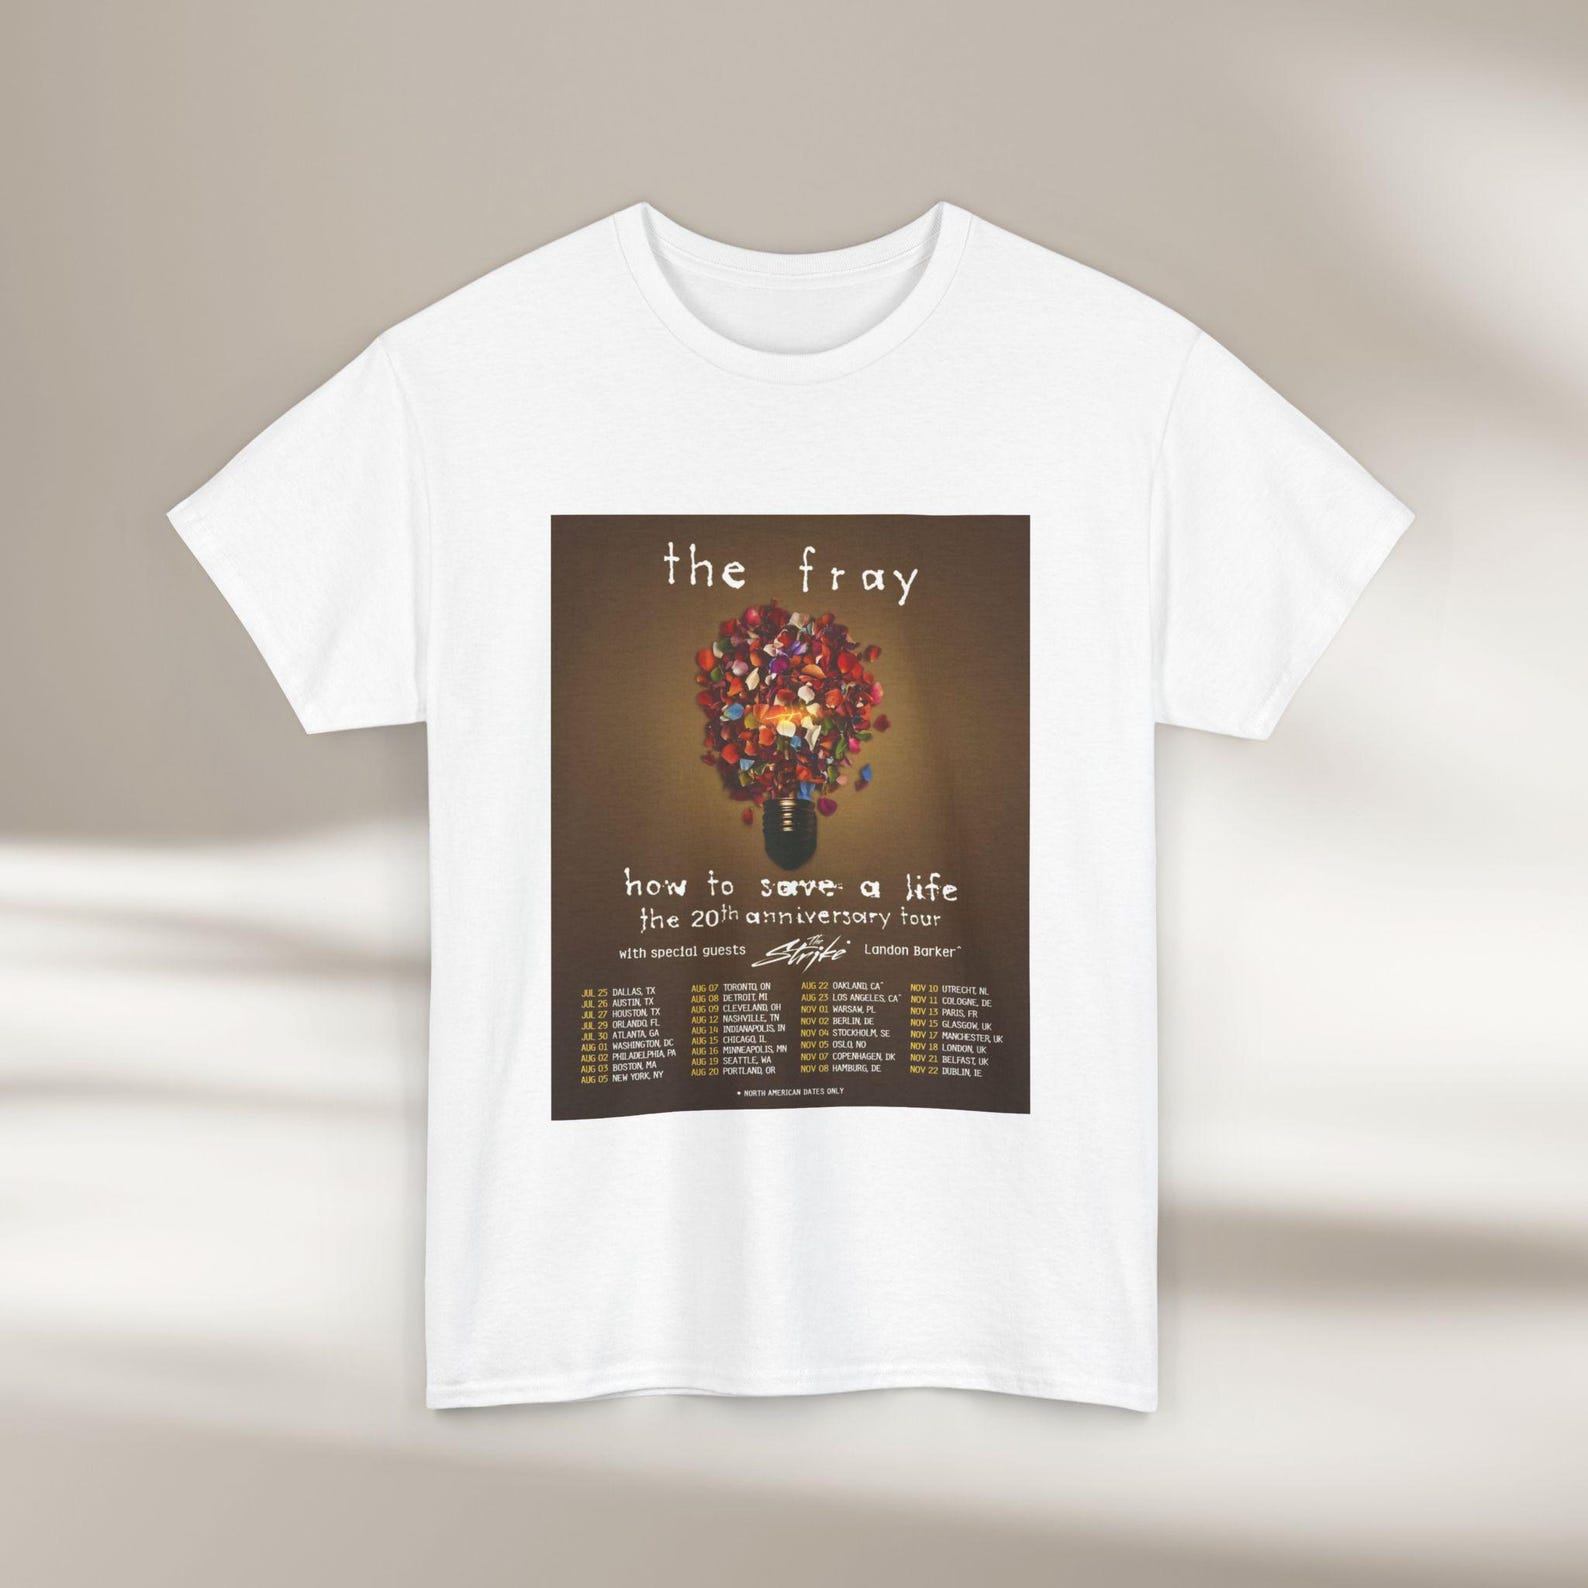 the fray
how to save a life
the 20th anniversary tour
with special guests The Strike* Landon Barker^
JUL 25 DALLAS, TX
JUL 26 AUSTIN, TX
JUL 27 HOUSTON, TX
JUL 29 ORLANDO, FL
JUL 30 ATLANTA, GA
AUG 01 WASHINGTON, DC
AUG 02 PHILADELPHIA, PA
AUG 03 BOSTON, MA
AUG 05 NEW YORK, NY
AUG 07 TORONTO, ON
AUG 08 DETROIT, MI
AUG 09 CLEVELAND, OH
AUG 12 NASHVILLE, TN
AUG 14 INDIANAPOLIS, IN
AUG 15 CHICAGO, IL
AUG 16 MINNEAPOLIS, MN
AUG 19 SEATTLE, WA
AUG 20 PORTLAND, OR
AUG 22 OAKLAND, CA^
AUG 23 LOS ANGELES, CA^
NOV 01 WARSAW, PL
NOV 02 BERLIN, DE
NOV 04 STOCKHOLM, SE
NOV 05 OSLO, NO
NOV 07 COPENHAGEN, DK
NOV 08 HAMBURG, DE
NOV 10 UTRECHT, NL
NOV 11 COLOGNE, DE
NOV 13 PARIS, FR
NOV 15 GLASGOW, UK
NOV 17 MANCHESTER, UK
NOV 18 LONDON, UK
NOV 21 BELFAST, UK
NOV 22 DUBLIN, IE
* NORTH AMERICAN DATES ONLY